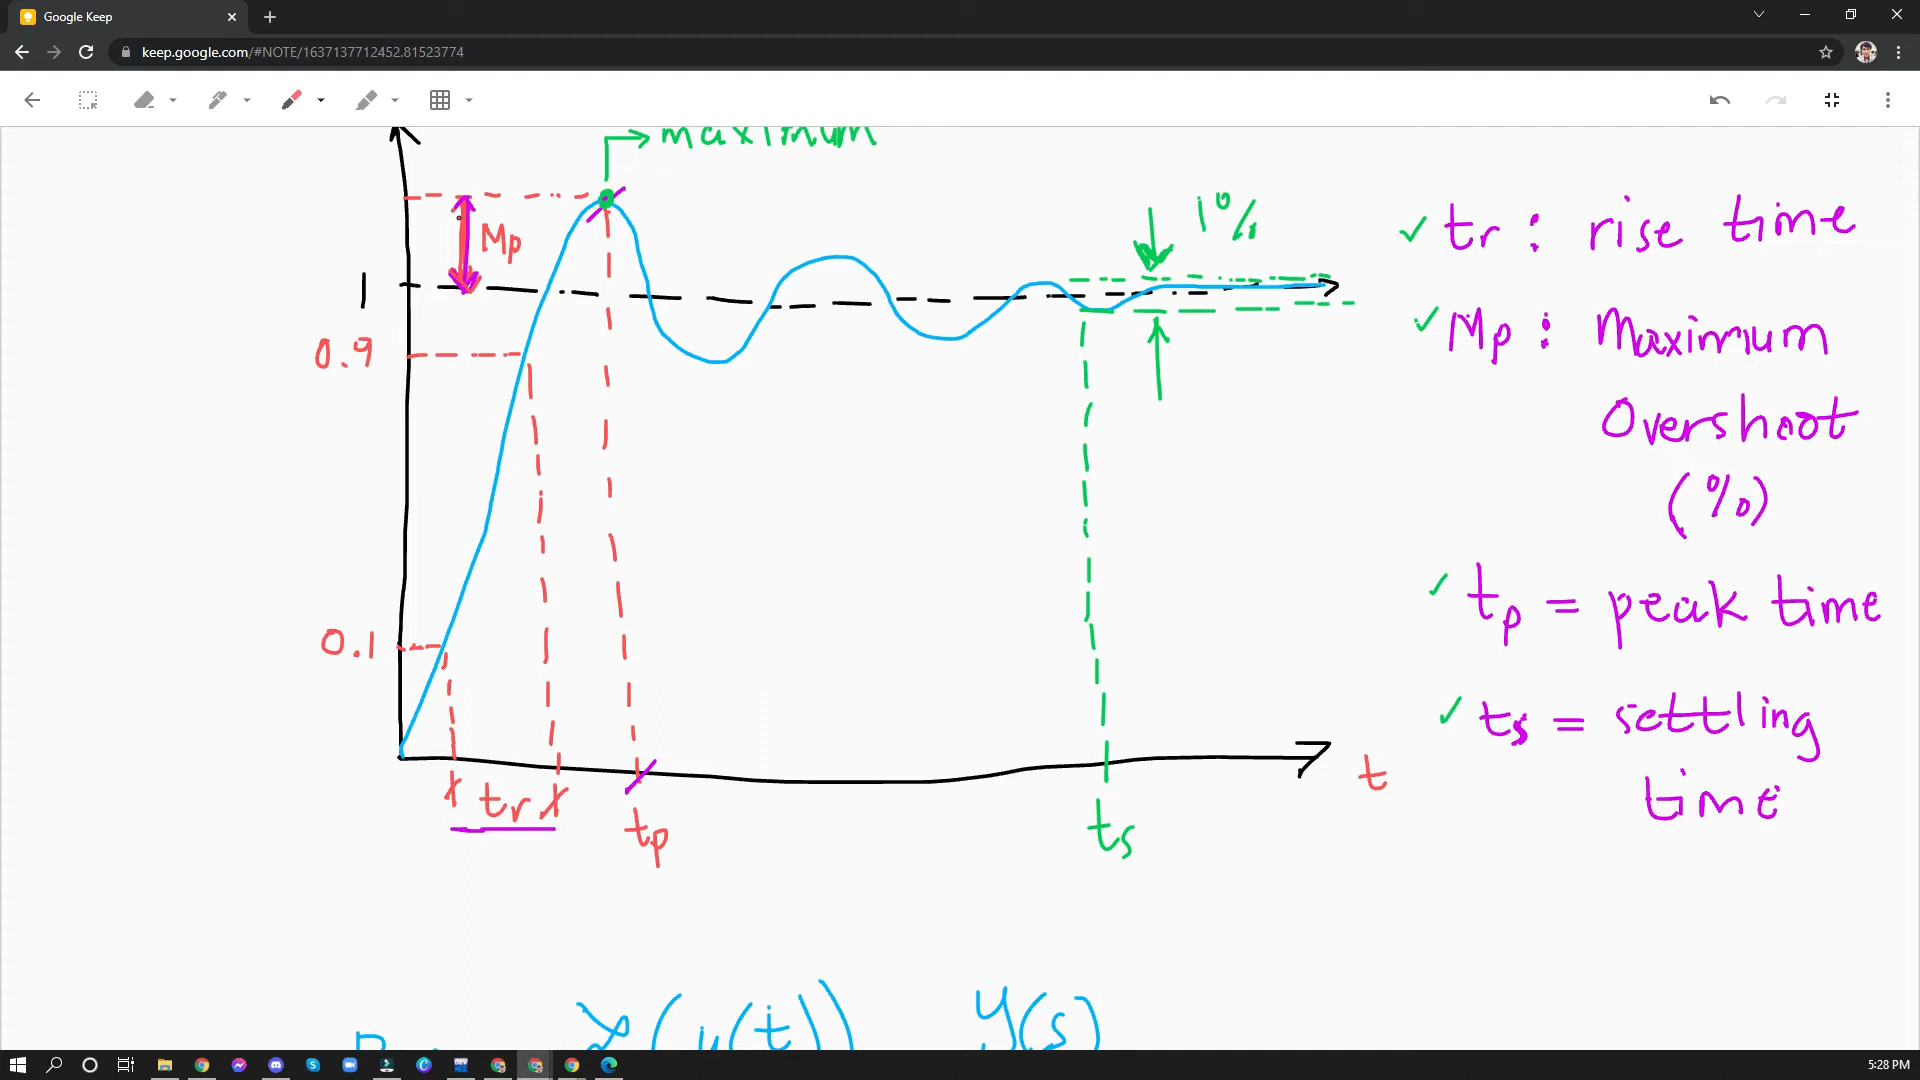 Google Keep
keep.google.com/#NOTE/1637137712452.81523774
maximum
1%
Mp
1
0.9
0.1
tr
tp
ts
t
✓ tr : rise time
✓ Mp : Maximum
Overshoot
(%)
✓ tp = peak time
✓ ts = settling
time
(y(t)) Y(s)
5:28 PM